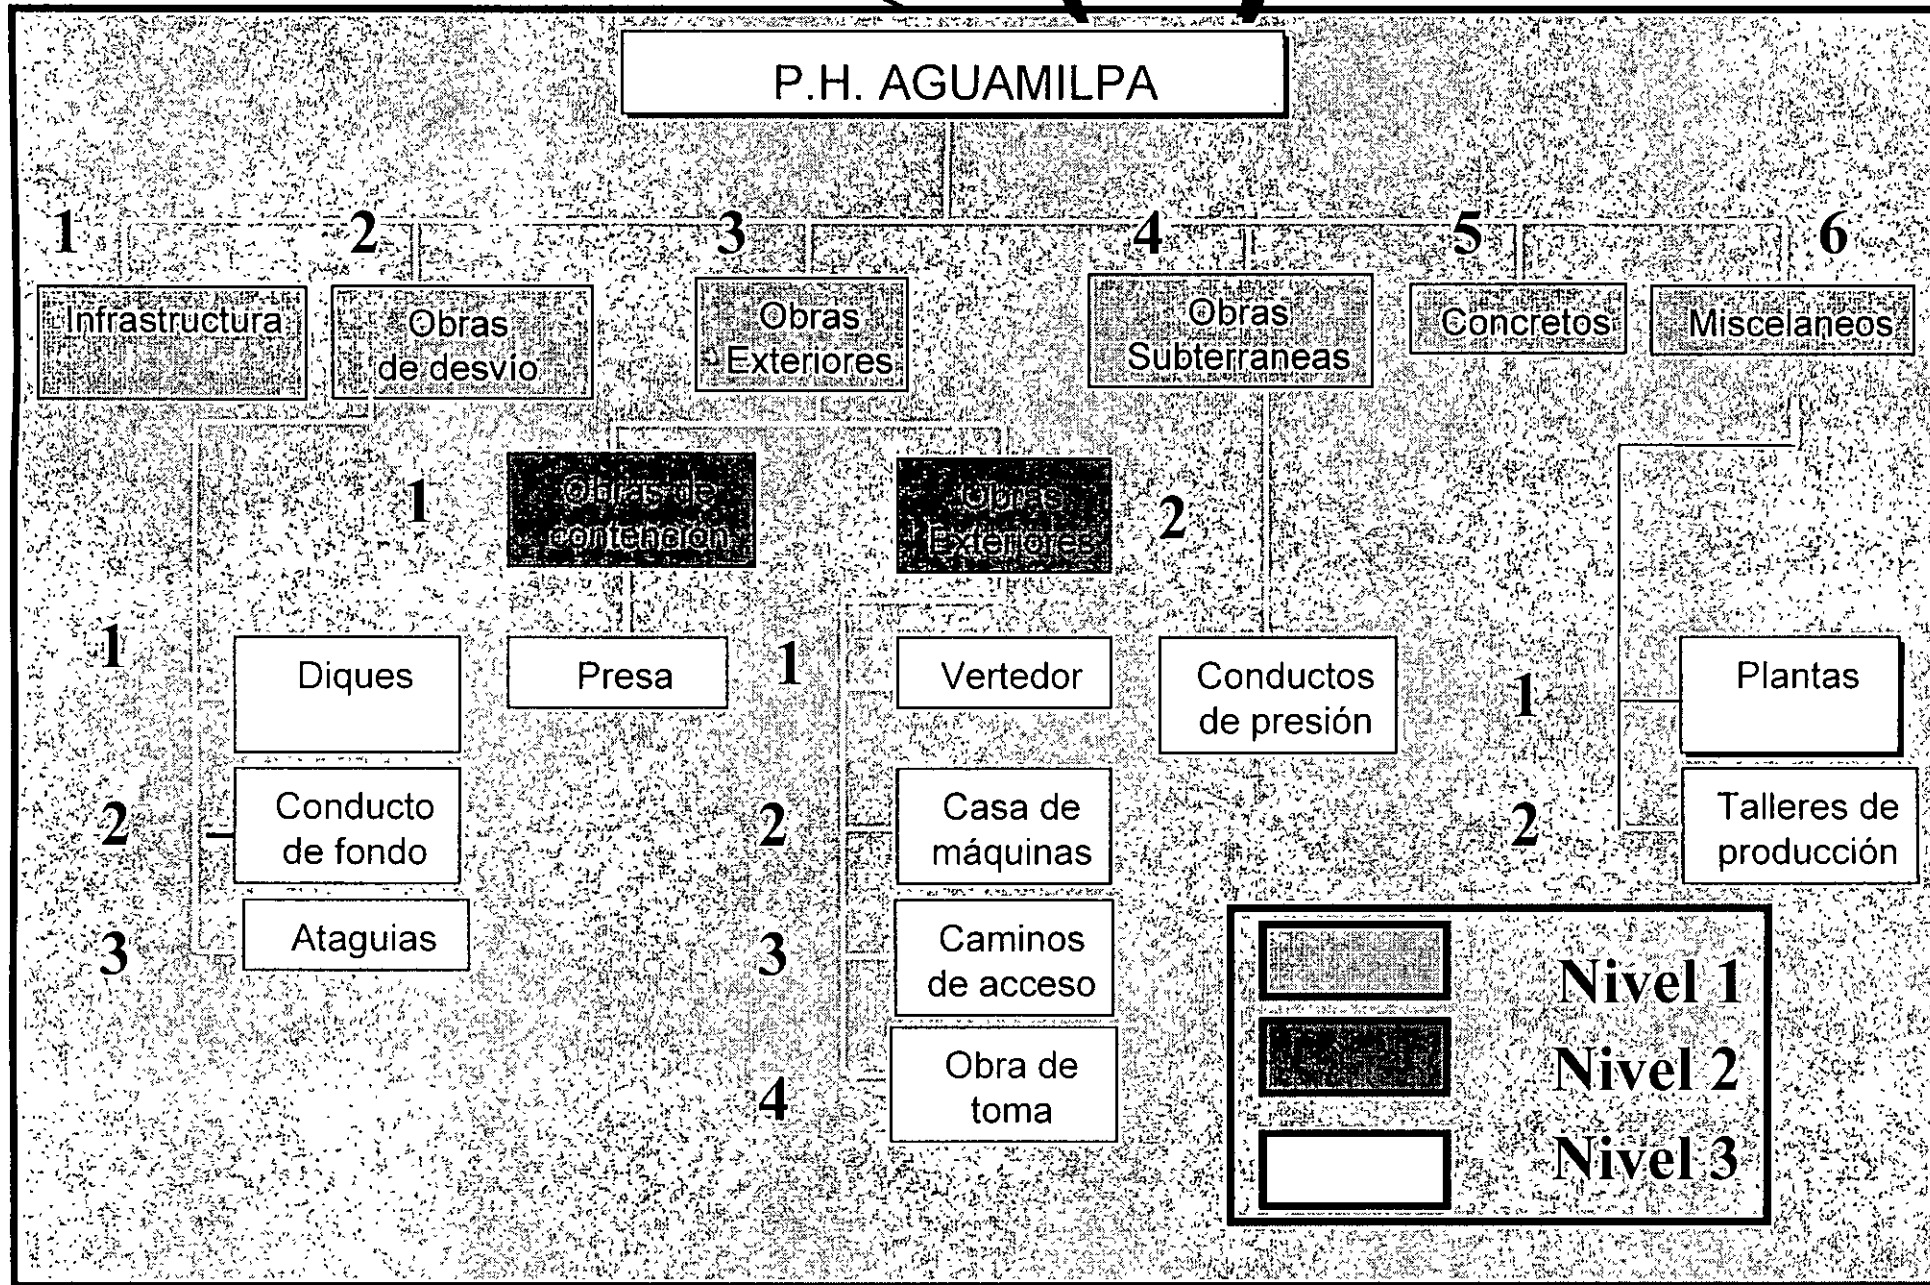 P.H. AGUAMILPA
1
2
3
4
5
6
Infrastructura
Obras
de desvio
Obras
Exteriores
Obras
Subterraneas
Concretos
Miscelaneos
1
Obras de
contención
Obras
Exteriores
2
1
Diques
Presa
1
Vertedor
Conductos
de presión
1
Plantas
2
Conducto
de fondo
2
Casa de
máquinas
2
Talleres de
producción
3
Ataguias
3
Caminos
de acceso
4
Obra de
toma
Nivel 1
Nivel 2
Nivel 3